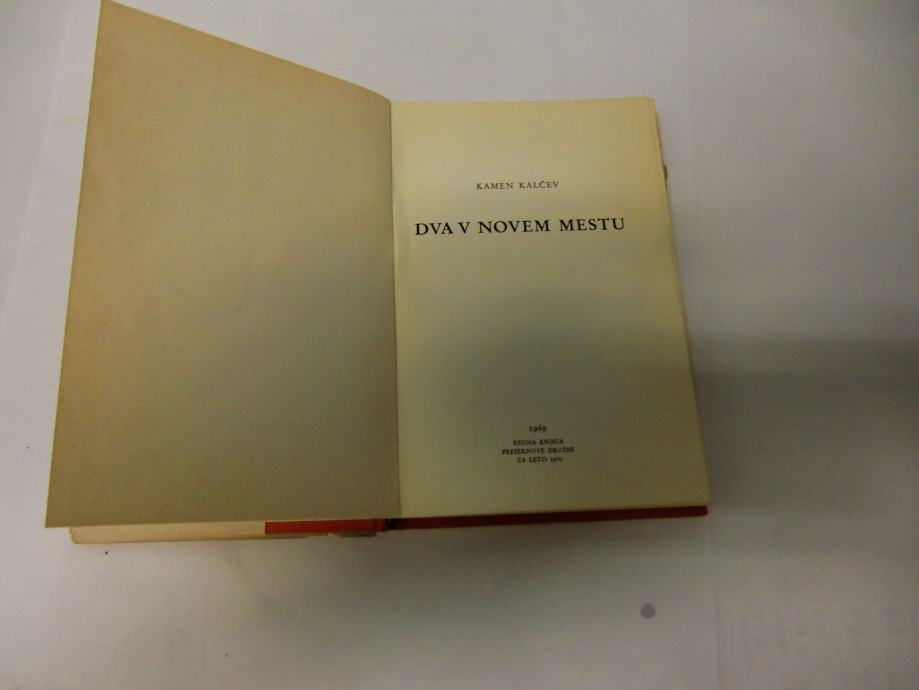 KAMEN KALČEV
DVA V NOVEM MESTU
1969
REDNA KNJIGA
PREŠERNOVE DRUŽBE
ZA LETO 1970